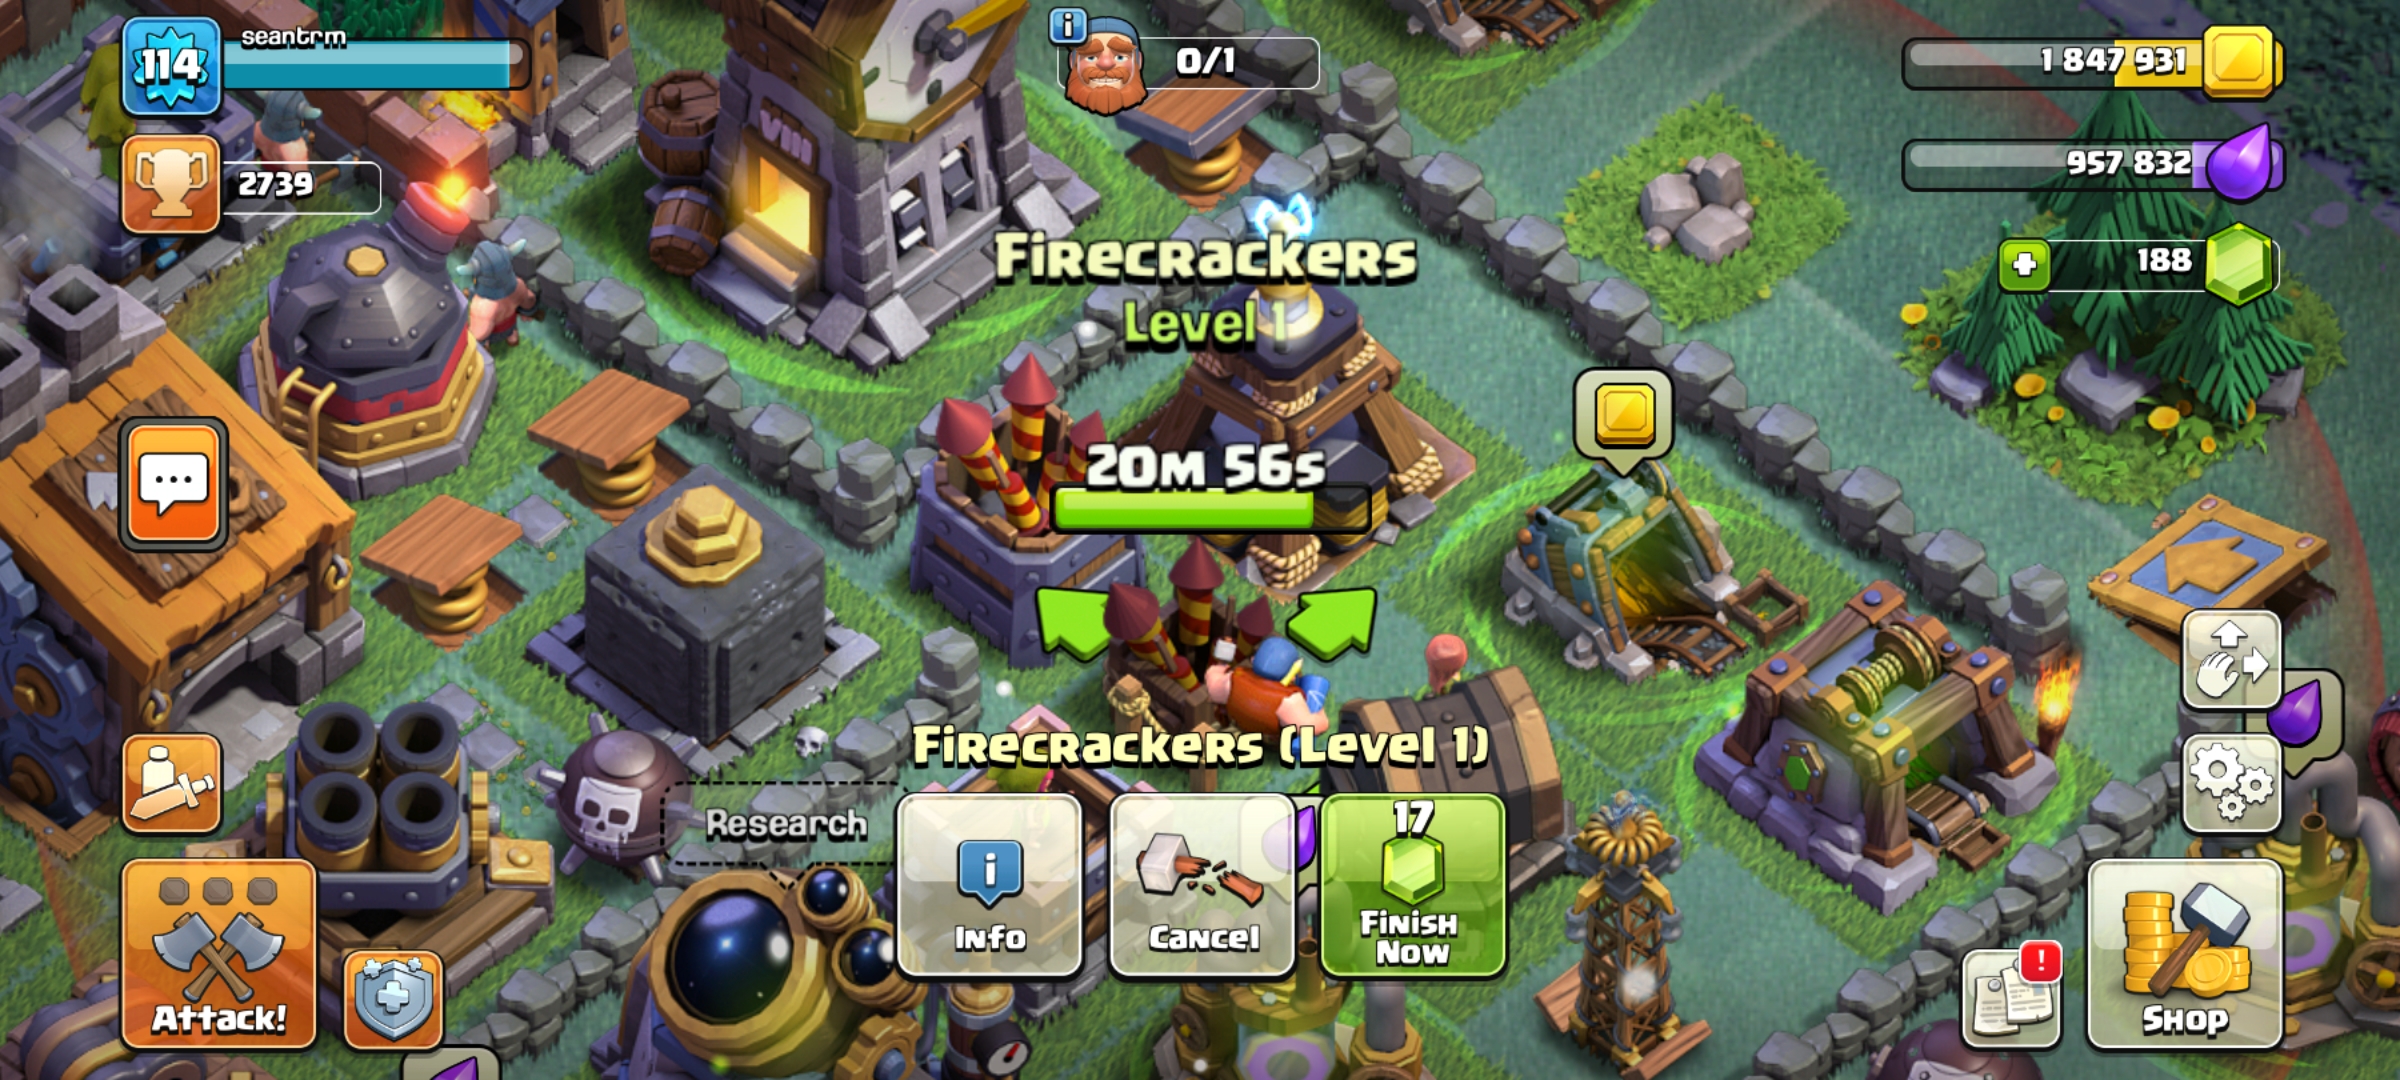 114
seantrm
0/1
1 847 931
957 832
188
2739
VIII
Firecrackers
Level 1
20m 56s
Firecrackers (Level 1)
Research
Info
Cancel
17
Finish
Now
Attack!
!
Shop